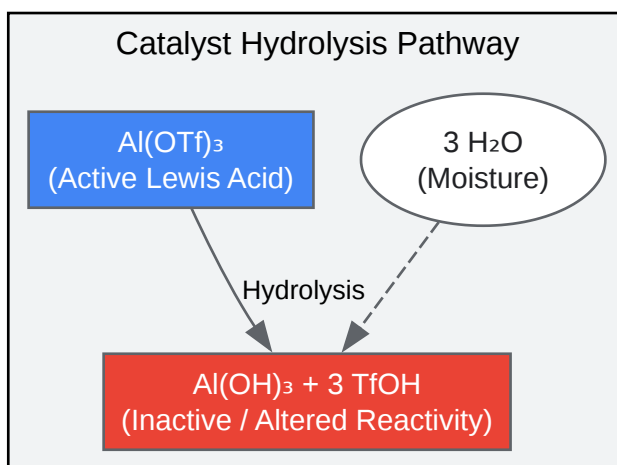 Catalyst Hydrolysis Pathway
Al(OTf)₃
(Active Lewis Acid)
3 H₂O
(Moisture)
Hydrolysis
Al(OH)₃ + 3 TfOH
(Inactive / Altered Reactivity)